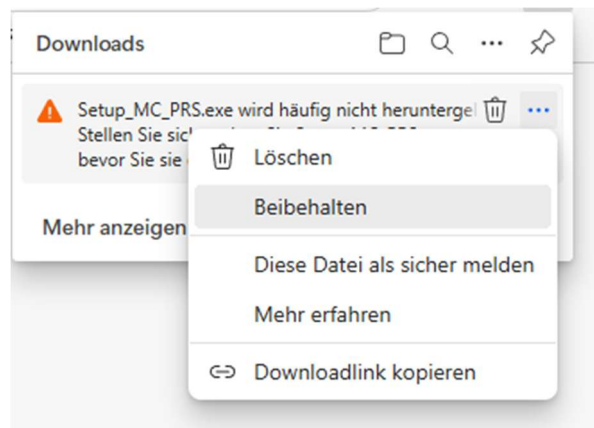 Downloads
Setup_MC_PRS.exe wird häufig nicht herunterge
Stellen Sie
bevor Sie sie
Löschen
Beibehalten
Mehr anzeigen
Diese Datei als sicher melden
Mehr erfahren
Downloadlink kopieren